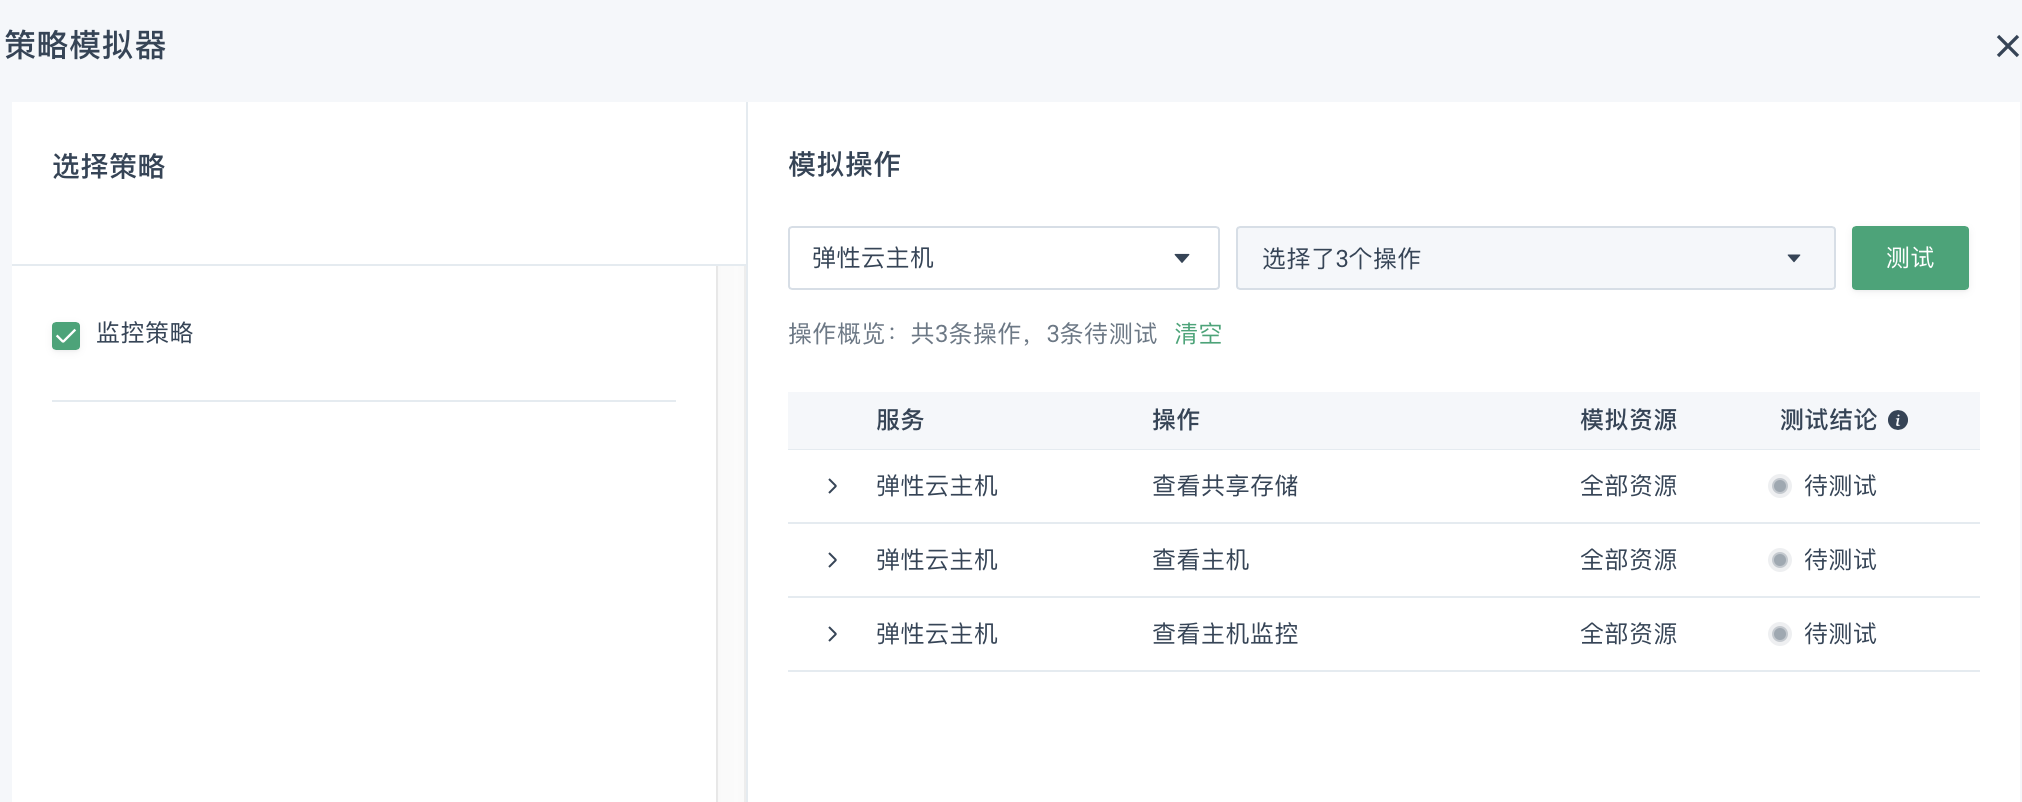 策略模拟器
选择策略
监控策略
模拟操作
弹性云主机
选择了3个操作
测试
操作概览：共3条操作，3条待测试 清空
服务 操作 模拟资源 测试结论
弹性云主机 查看共享存储 全部资源 待测试
弹性云主机 查看主机 全部资源 待测试
弹性云主机 查看主机监控 全部资源 待测试